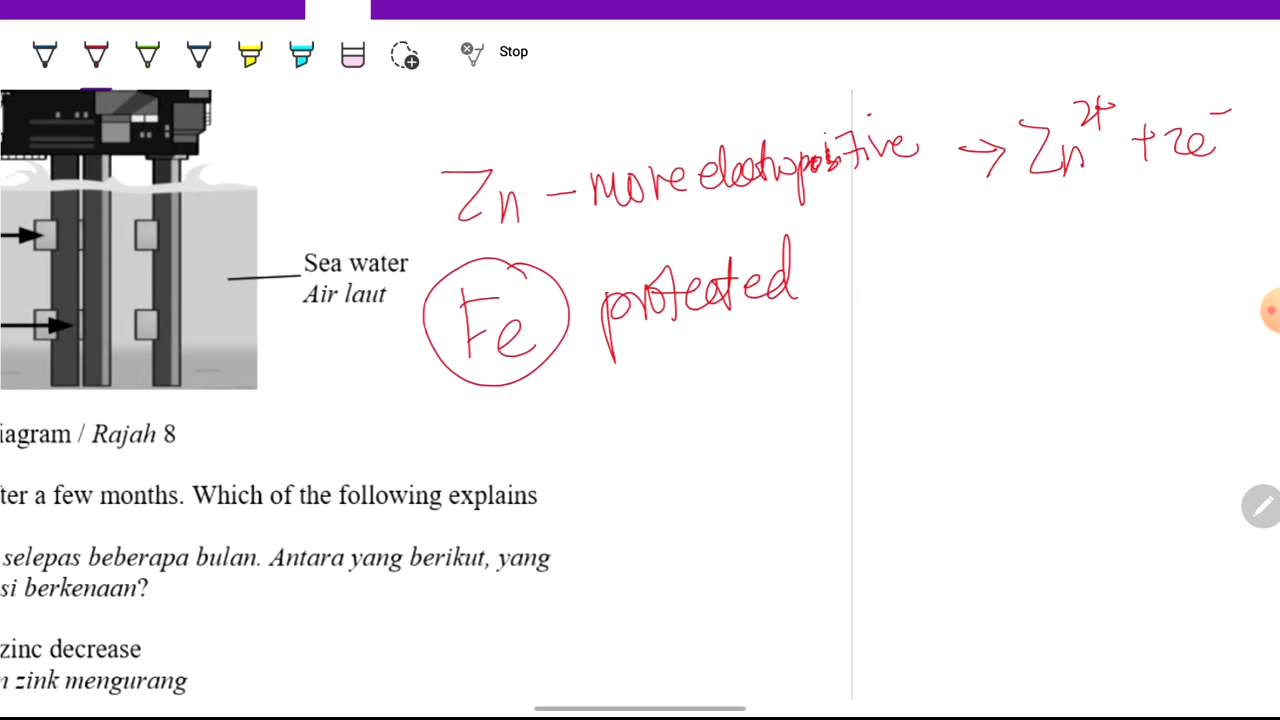 Stop
Zn – more electropositive → Zn²⁺ + 2e⁻
Sea water
Air laut
Fe protected
iagram / Rajah 8
ter a few months. Which of the following explains
selepas beberapa bulan. Antara yang berikut, yang
si berkenaan?
zinc decrease
n zink mengurang